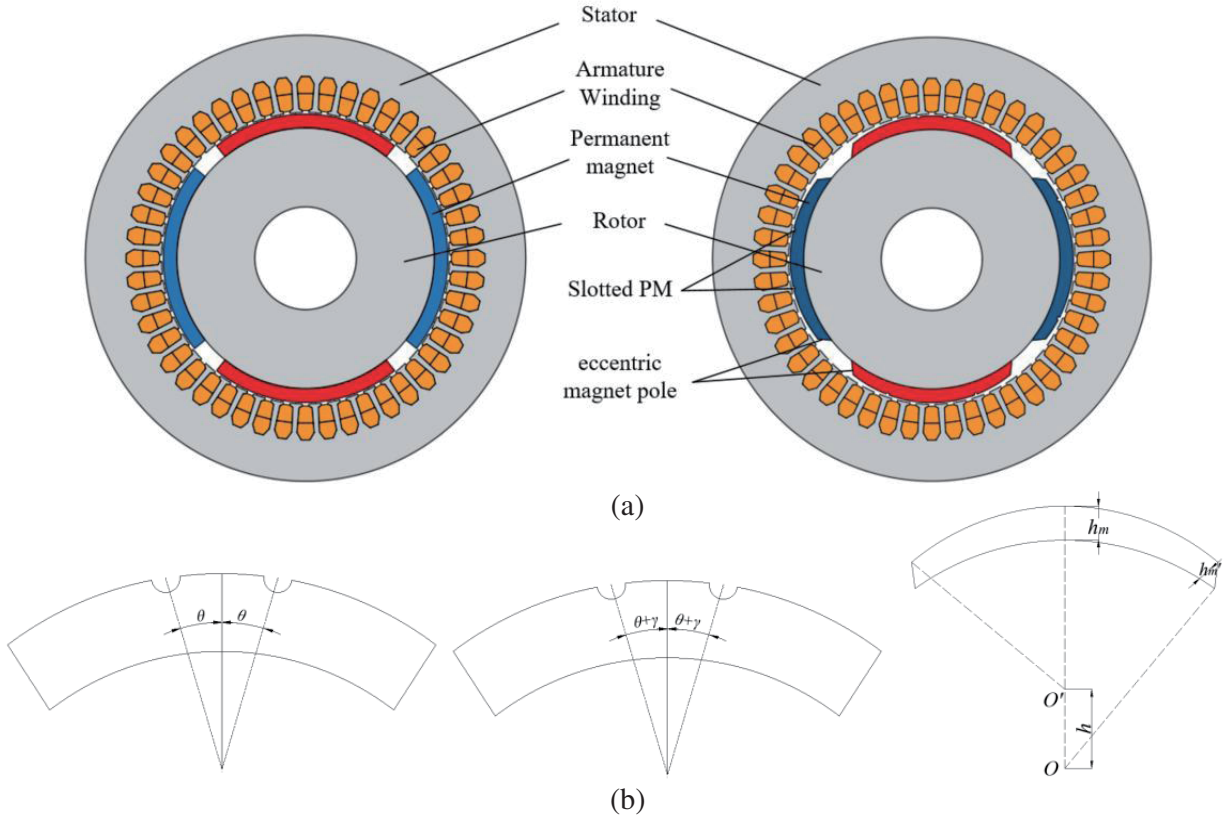 Stator
Armature
Winding
Permanent
magnet
Rotor
Slotted PM
eccentric
magnet pole
(a)
θ θ
θ+γ θ+γ
hm
hm'
O'
h
O
(b)